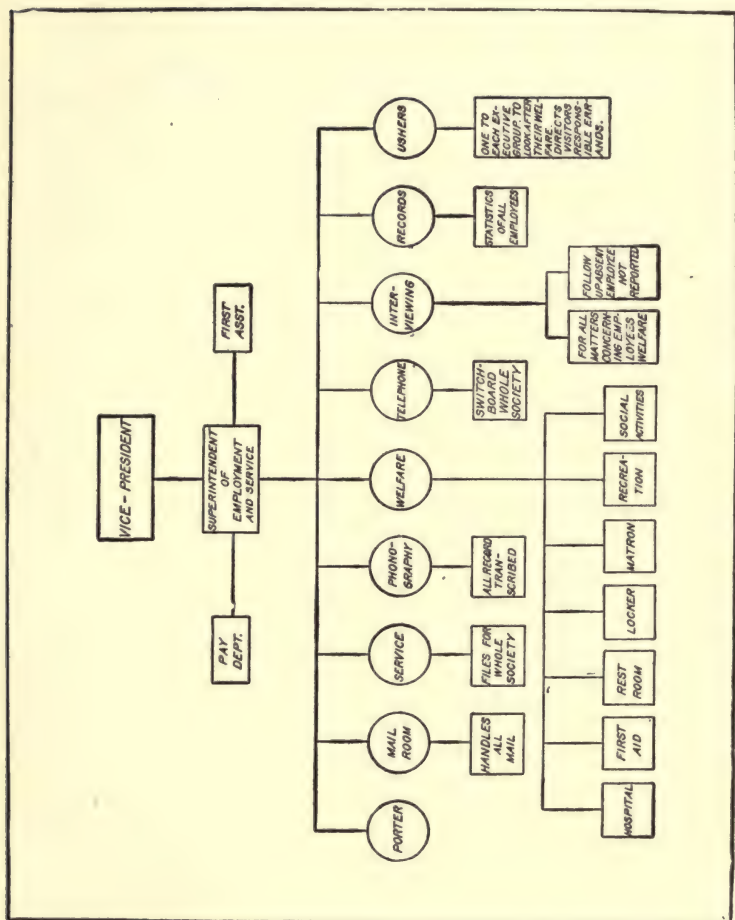 VICE - PRESIDENT
PAY
DEPT.
SUPERINTENDENT
OF
EMPLOYMENT
AND SERVICE
FIRST
ASST.
PORTER
MAIL
ROOM
SERVICE
PHONO-
GRAPHY
WELFARE
TELEPHONE
INTER-
VIEWING
RECORDS
USHERS
HANDLES
ALL
MAIL
FILES FOR
WHOLE
SOCIETY
ALL RECORD
TRAN-
SCRIBED
SWITCH-
BOARD
WHOLE
SOCIETY
FOR ALL
MATTERS
CONCERN-
ING EMP-
LOYEES
WELFARE
FOLLOW
UP ABSENT
EMPLOYEE
NOT
REPORTED
STATISTICS
OF ALL
EMPLOYEES
ONE TO
EACH EX-
ECUTIVE
GROUP. TO
LOOK AFTER
THEIR WEL-
FARE.
DIRECTS
VISITORS
RESPONS-
IBLE ERR-
ANDS.
HOSPITAL
FIRST
AID
REST
ROOM
LOCKER
MATRON
RECREA-
TION
SOCIAL
ACTIVITIES